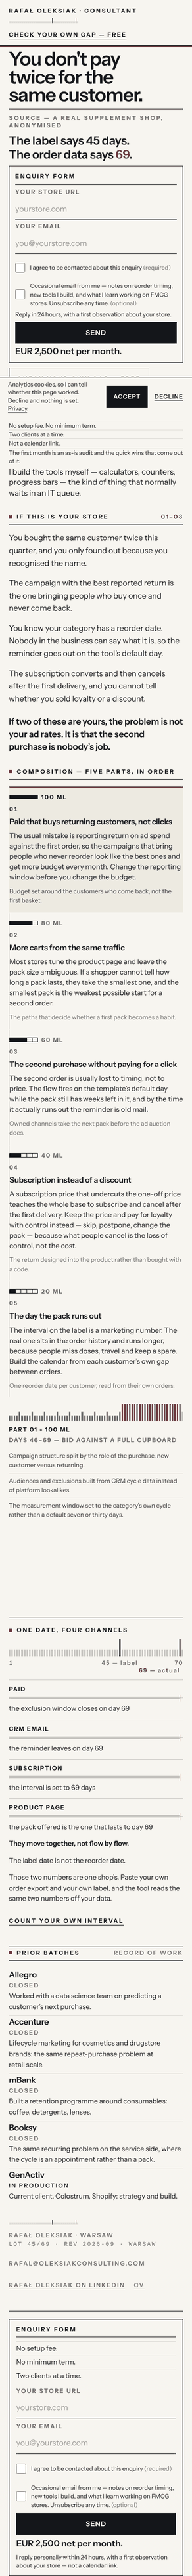 RAFAŁ OLEKSIAK · CONSULTANT
CHECK YOUR OWN GAP — FREE
You don't pay
twice for the
same customer.
SOURCE — A REAL SUPPLEMENT SHOP,
ANONYMISED
The label says 45 days.
The order data says 69.
ENQUIRY FORM
YOUR STORE URL
yourstore.com
YOUR EMAIL
you@yourstore.com
I agree to be contacted about this enquiry (required)
Occasional email from me — notes on reorder timing,
new tools I build, and what I learn working on FMCG
stores. Unsubscribe any time. (optional)
Reply in 24 hours, with a first observation about your store.
SEND
EUR 2,500 net per month.
Analytics cookies, so I can tell
whether this page worked.
Decline and nothing is set.
Privacy.
ACCEPT
DECLINE
No setup fee. No minimum term.
Two clients at a time.
Not a calendar link.
The first month is an as-is audit and the quick wins that come out
of it.
I build the tools myself — calculators, counters,
progress bars — the kind of thing that normally
waits in an IT queue.
IF THIS IS YOUR STORE
01–03
You bought the same customer twice this
quarter, and you only found out because you
recognised the name.
The campaign with the best reported return is
the one bringing people who buy once and
never come back.
You know your category has a reorder date.
Nobody in the business can say what it is, so the
reminder goes out on the tool's default day.
The subscription converts and then cancels
after the first delivery, and you cannot tell
whether you sold loyalty or a discount.
If two of these are yours, the problem is not
your ad rates. It is that the second
purchase is nobody's job.
COMPOSITION — FIVE PARTS, IN ORDER
100 ML
01
Paid that buys returning customers, not clicks
The usual mistake is reporting return on ad spend
against the first order, so the campaigns that bring
people who never reorder look like the best ones and
get more budget every month. Change the reporting
window before you change the budget.
Budget set around the customers who come back, not the
first basket.
80 ML
02
More carts from the same traffic
Most stores tune the product page and leave the
pack size ambiguous. If a shopper cannot tell how
long a pack lasts, they take the smallest one, and the
smallest pack is the weakest possible start for a
second order.
The paths that decide whether a first pack becomes a habit.
60 ML
03
The second purchase without paying for a click
The second order is usually lost to timing, not to
price. The flow fires on the template's default day
while the pack still has weeks left in it, and by the time
it actually runs out the reminder is old mail.
Owned channels take the next pack before the ad auction
does.
40 ML
04
Subscription instead of a discount
A subscription price that undercuts the one-off price
teaches the whole base to subscribe and cancel after
the first delivery. Keep the price and pay for loyalty
with control instead — skip, postpone, change the
pack — because what people cancel is the loss of
control, not the cost.
The return designed into the product rather than bought with
a code.
20 ML
05
The day the pack runs out
The interval on the label is a marketing number. The
real one sits in the order history and runs longer,
because people miss doses, travel and keep a spare.
Build the calendar from each customer's own gap
between orders.
One reorder date per customer, read from their own orders.
PART 01 · 100 ML
DAYS 46–69 — BID AGAINST A FULL CUPBOARD
Campaign structure split by the role of the purchase, new
customer versus returning.
Audiences and exclusions built from CRM cycle data instead
of platform lookalikes.
The measurement window set to the category's own cycle
rather than a default seven or thirty days.
ONE DATE, FOUR CHANNELS
1
45 — label
70
69 — actual
PAID
the exclusion window closes on day 69
CRM EMAIL
the reminder leaves on day 69
SUBSCRIPTION
the interval is set to 69 days
PRODUCT PAGE
the pack offered is the one that lasts to day 69
They move together, not flow by flow.
The label date is not the reorder date.
Those two numbers are one shop's. Paste your own
order export and get your own label, and the tool reads the
same two numbers off your data.
COUNT YOUR OWN INTERVAL
PRIOR BATCHES
RECORD OF WORK
Allegro
CLOSED
Worked with a data science team on predicting a
customer's next purchase.
Accenture
CLOSED
Lifecycle marketing for cosmetics and drugstore
brands: the same repeat-purchase problem at
retail scale.
mBank
CLOSED
Built a retention programme around consumables:
coffee, detergents, lenses.
Booksy
CLOSED
The same recurring problem on the service side, where
the cycle is an appointment rather than a pack.
GenActiv
IN PRODUCTION
Current client. Colostrum, Shopify: strategy and build.
RAFAŁ OLEKSIAK · WARSAW
LOT 45/69 · REV 2026-09 · WARSAW
RAFAL@OLEKSIAKCONSULTING.COM
RAFAŁ OLEKSIAK ON LINKEDIN
CV
ENQUIRY FORM
No setup fee.
No minimum term.
Two clients at a time.
YOUR STORE URL
yourstore.com
YOUR EMAIL
you@yourstore.com
I agree to be contacted about this enquiry (required)
Occasional email from me — notes on reorder timing,
new tools I build, and what I learn working on FMCG
stores. Unsubscribe any time. (optional)
SEND
EUR 2,500 net per month.
I reply personally within 24 hours, with a first observation about
your store — not a calendar link.